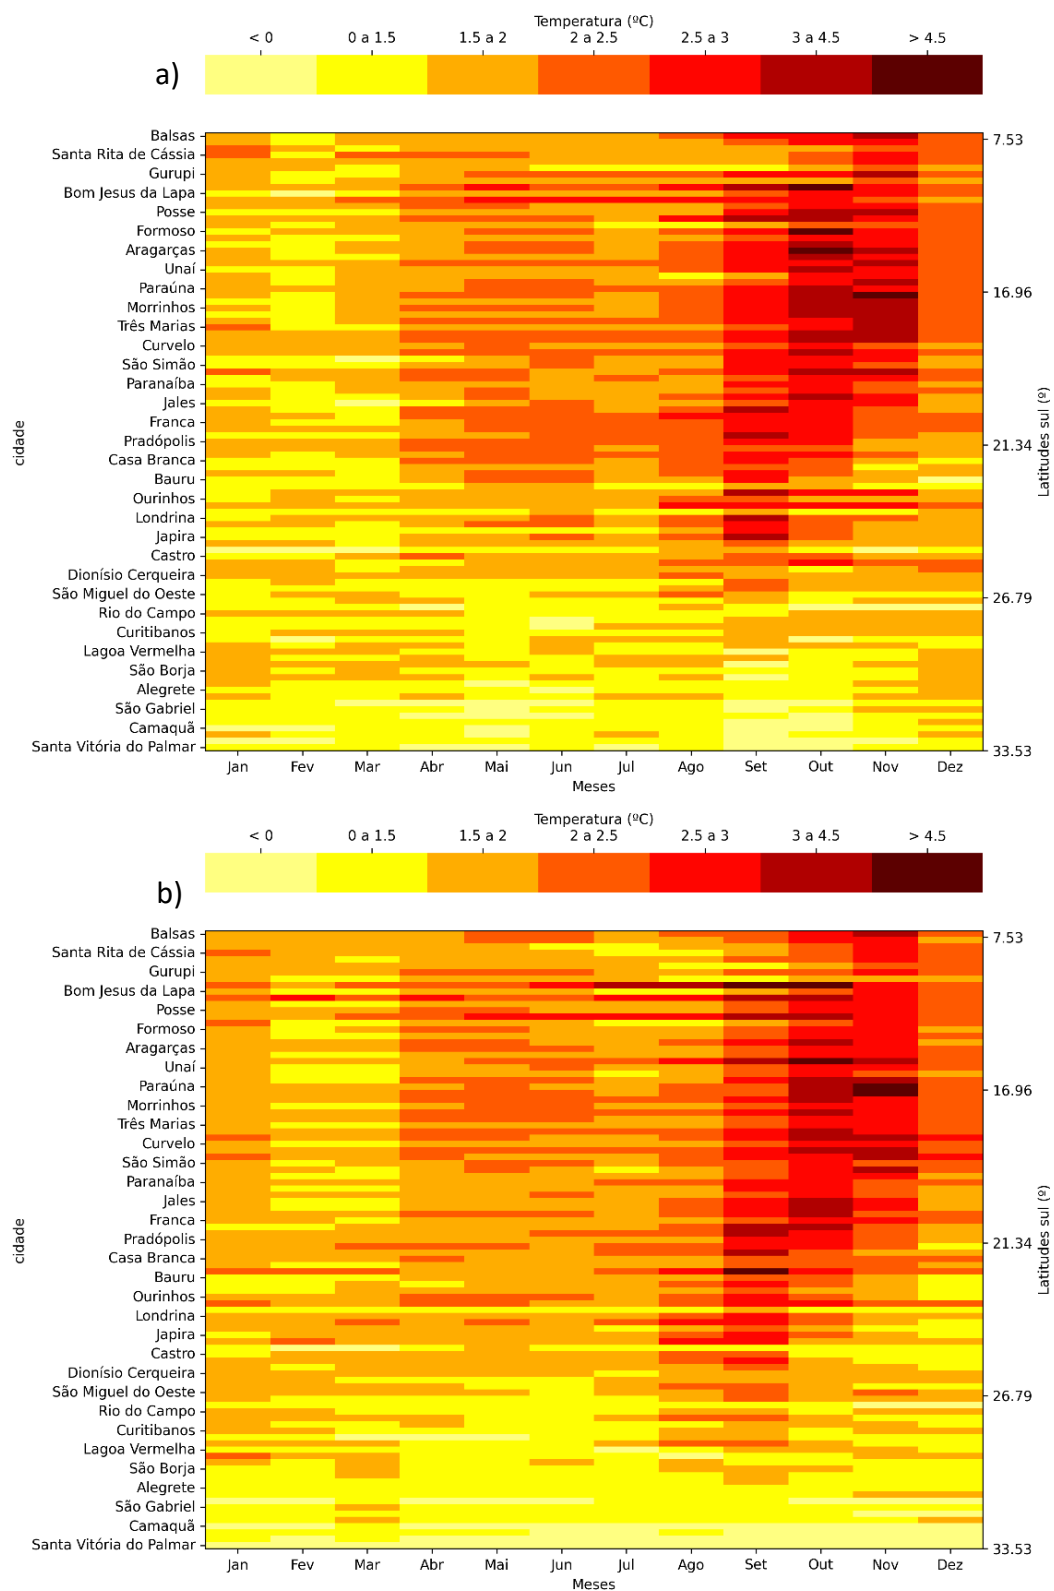 Temperatura (ºC)
< 0 0 a 1.5 1.5 a 2 2 a 2.5 2.5 a 3 3 a 4.5 > 4.5
a)
Balsas
Santa Rita de Cássia
Gurupi
Bom Jesus da Lapa
Posse
Formoso
Aragarças
Unaí
Paraúna
Morrinhos
Três Marias
Curvelo
São Simão
Paranaíba
Jales
Franca
Pradópolis
Casa Branca
Bauru
Ourinhos
Londrina
Japira
Castro
Dionísio Cerqueira
São Miguel do Oeste
Rio do Campo
Curitibanos
Lagoa Vermelha
São Borja
Alegrete
São Gabriel
Camaquã
Santa Vitória do Palmar
cidade
7.53
16.96
21.34
26.79
33.53
Latitudes sul (º)
Jan Fev Mar Abr Mai Jun Jul Ago Set Out Nov Dez
Meses
Temperatura (ºC)
< 0 0 a 1.5 1.5 a 2 2 a 2.5 2.5 a 3 3 a 4.5 > 4.5
b)
Balsas
Santa Rita de Cássia
Gurupi
Bom Jesus da Lapa
Posse
Formoso
Aragarças
Unaí
Paraúna
Morrinhos
Três Marias
Curvelo
São Simão
Paranaíba
Jales
Franca
Pradópolis
Casa Branca
Bauru
Ourinhos
Londrina
Japira
Castro
Dionísio Cerqueira
São Miguel do Oeste
Rio do Campo
Curitibanos
Lagoa Vermelha
São Borja
Alegrete
São Gabriel
Camaquã
Santa Vitória do Palmar
cidade
7.53
16.96
21.34
26.79
33.53
Latitudes sul (º)
Jan Fev Mar Abr Mai Jun Jul Ago Set Out Nov Dez
Meses